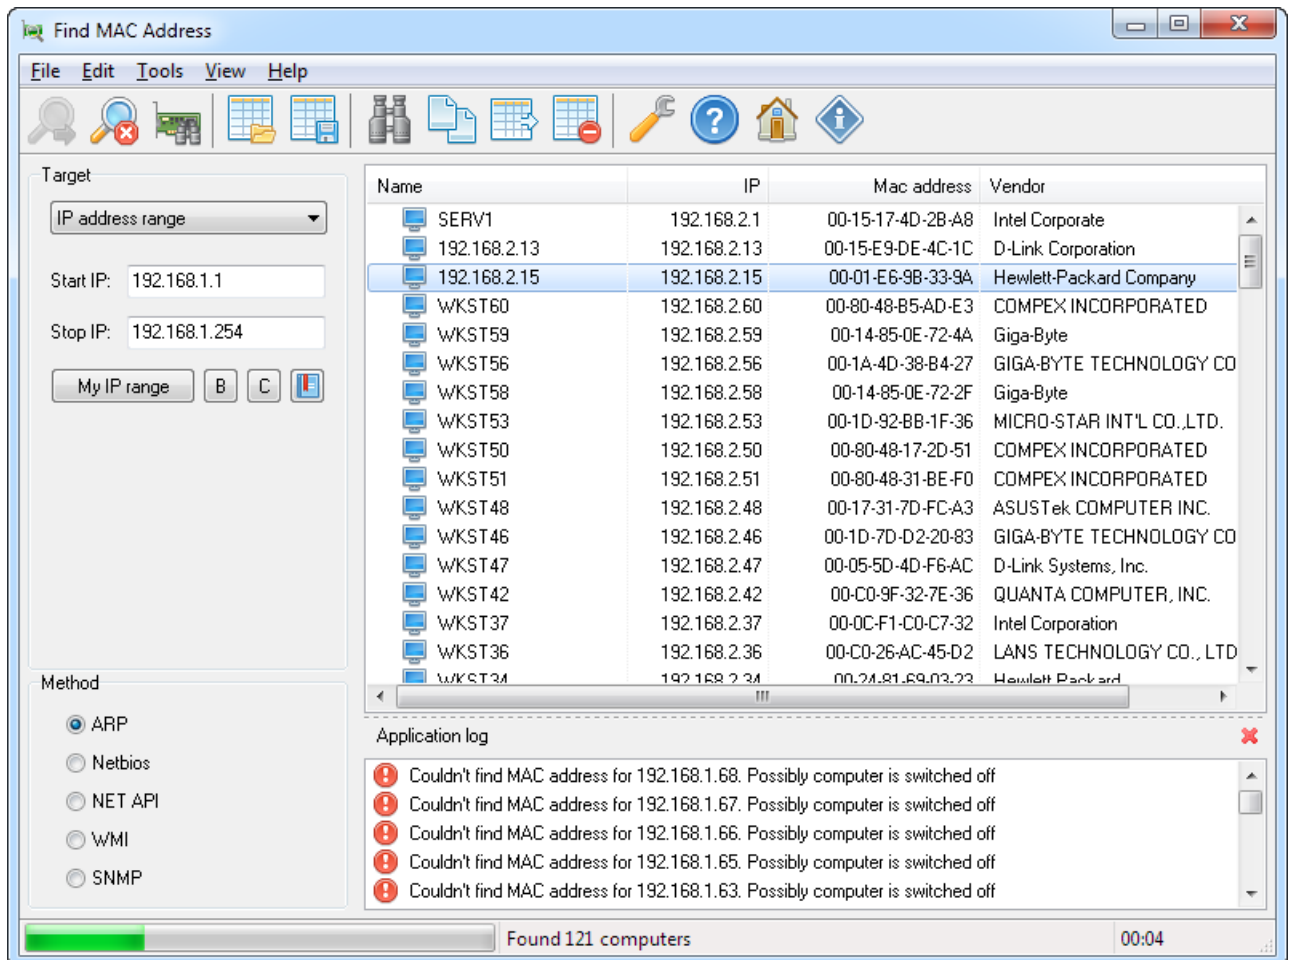 Find MAC Address
File Edit Tools View Help
Target
IP address range
Start IP: 192.168.1.1
Stop IP: 192.168.1.254
My IP range B C
Name IP Mac address Vendor
SERV1 192.168.2.1 00-15-17-4D-2B-A8 Intel Corporate
192.168.2.13 192.168.2.13 00-15-E9-DE-4C-1C D-Link Corporation
192.168.2.15 192.168.2.15 00-01-E6-9B-33-9A Hewlett-Packard Company
WKST60 192.168.2.60 00-80-48-B5-AD-E3 COMPEX INCORPORATED
WKST59 192.168.2.59 00-14-85-0E-72-4A Giga-Byte
WKST56 192.168.2.56 00-1A-4D-38-B4-27 GIGA-BYTE TECHNOLOGY CO
WKST58 192.168.2.58 00-14-85-0E-72-2F Giga-Byte
WKST53 192.168.2.53 00-1D-92-BB-1F-36 MICRO-STAR INT'L CO.,LTD.
WKST50 192.168.2.50 00-80-48-17-2D-51 COMPEX INCORPORATED
WKST51 192.168.2.51 00-80-48-31-BE-F0 COMPEX INCORPORATED
WKST48 192.168.2.48 00-17-31-7D-FC-A3 ASUSTek COMPUTER INC.
WKST46 192.168.2.46 00-1D-7D-D2-20-83 GIGA-BYTE TECHNOLOGY CO
WKST47 192.168.2.47 00-05-5D-4D-F6-AC D-Link Systems, Inc.
WKST42 192.168.2.42 00-C0-9F-32-7E-36 QUANTA COMPUTER, INC.
WKST37 192.168.2.37 00-0C-F1-C0-C7-32 Intel Corporation
WKST36 192.168.2.36 00-C0-26-AC-45-D2 LANS TECHNOLOGY CO., LTD
WKST34 192.168.2.34 00-24-81-69-03-23 Hewlett Packard
Method
ARP
Netbios
NET API
WMI
SNMP
Application log
Couldn't find MAC address for 192.168.1.68. Possibly computer is switched off
Couldn't find MAC address for 192.168.1.67. Possibly computer is switched off
Couldn't find MAC address for 192.168.1.66. Possibly computer is switched off
Couldn't find MAC address for 192.168.1.65. Possibly computer is switched off
Couldn't find MAC address for 192.168.1.63. Possibly computer is switched off
Found 121 computers 00:04